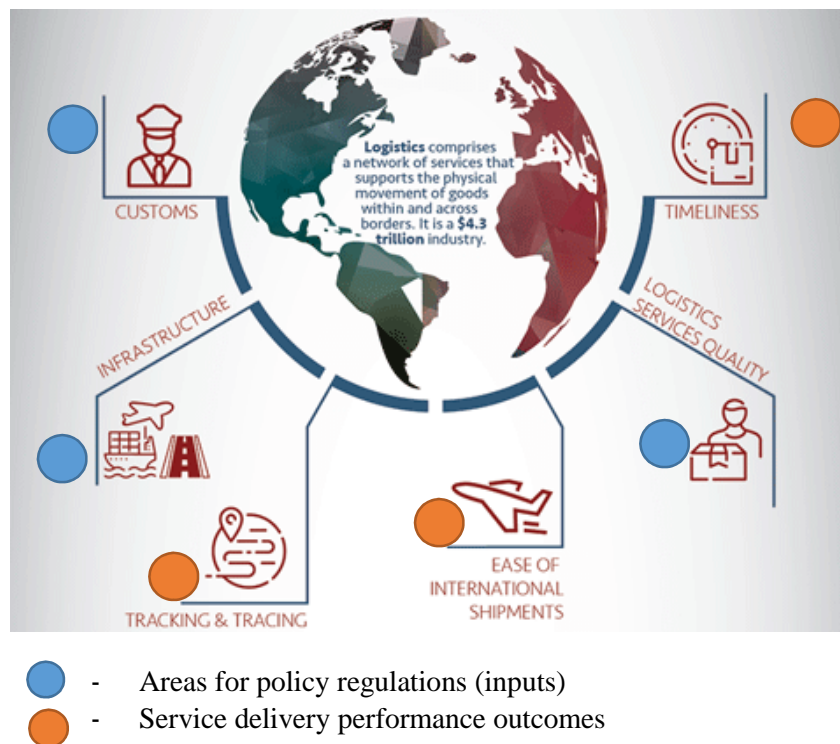 Logistics comprises
a network of services that
supports the physical
movement of goods
within and across
borders. It is a $4.3
trillion industry.
CUSTOMS
TIMELINESS
INFRASTRUCTURE
LOGISTICS
SERVICES QUALITY
TRACKING & TRACING
EASE OF
INTERNATIONAL
SHIPMENTS
- Areas for policy regulations (inputs)
- Service delivery performance outcomes